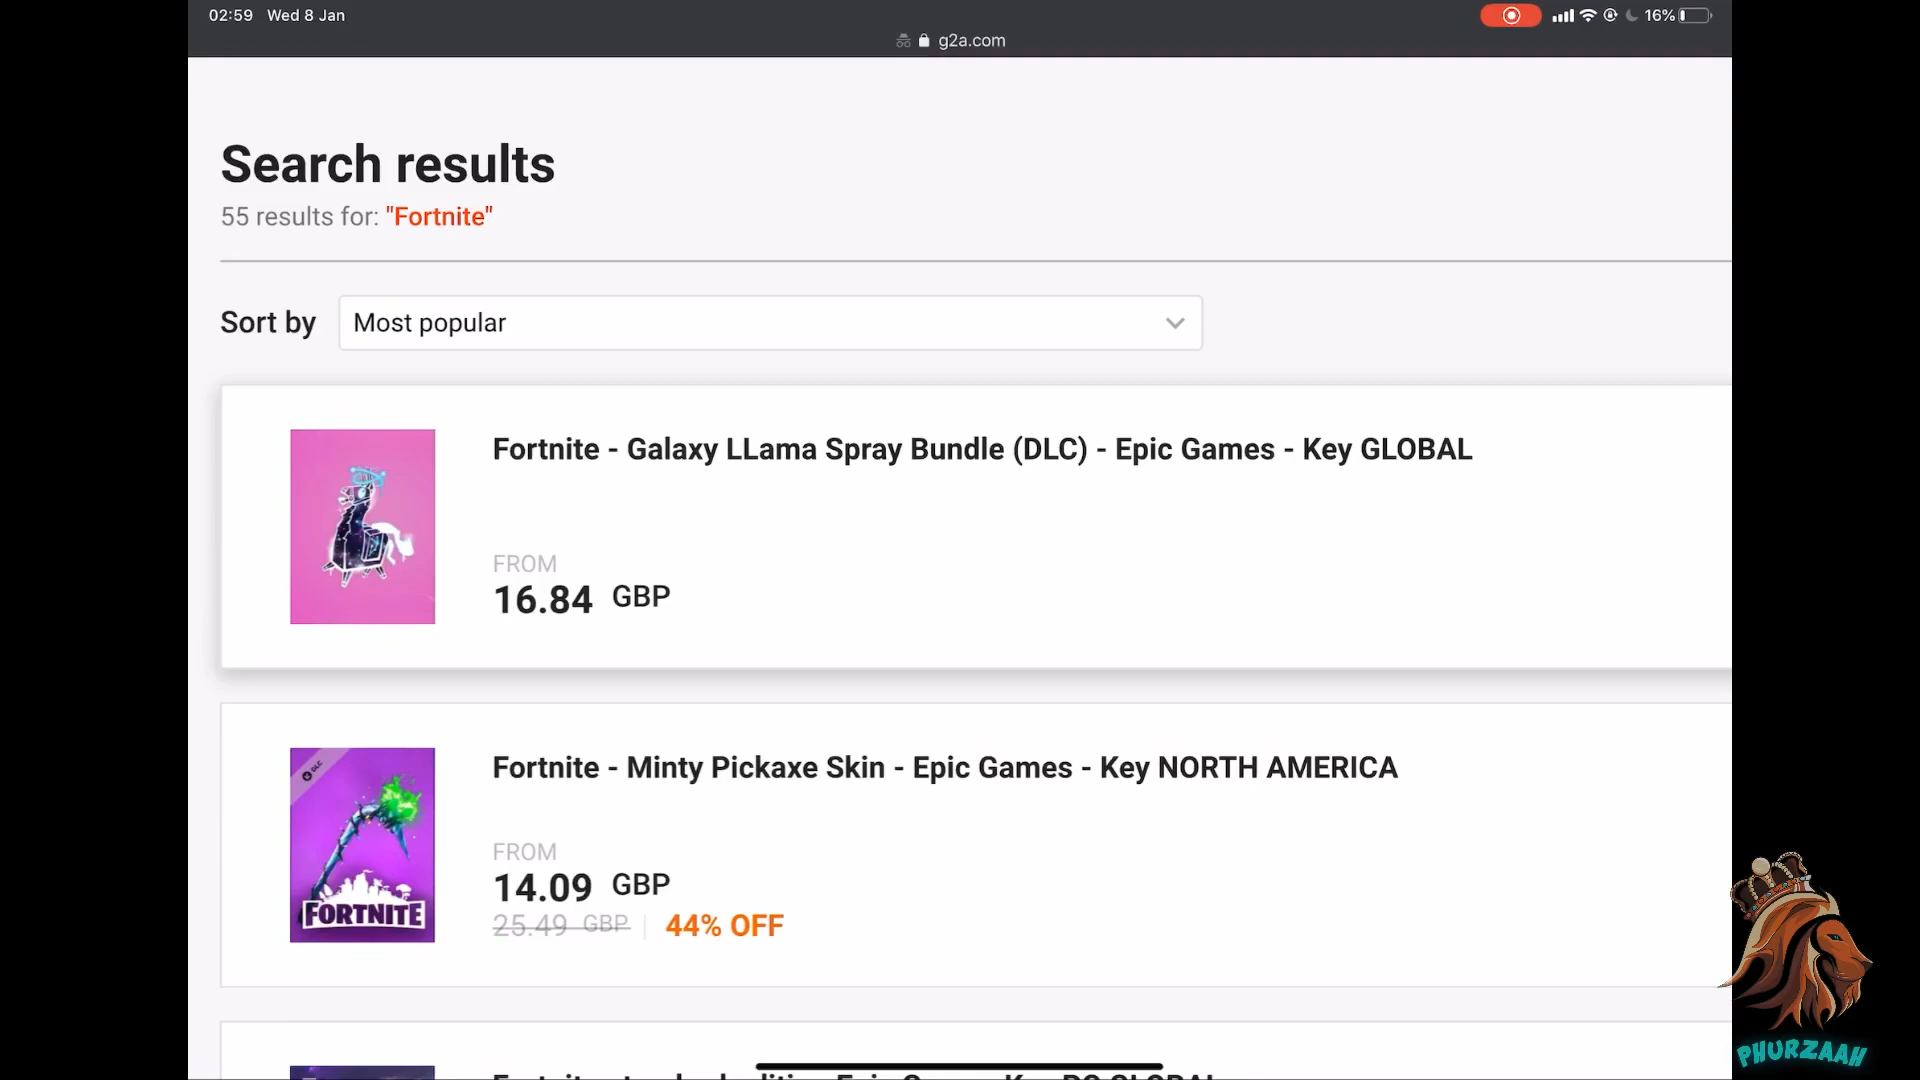 02:59 Wed 8 Jan
16%
g2a.com
Search results
55 results for: "Fortnite"
Sort by
Most popular
Fortnite - Galaxy LLama Spray Bundle (DLC) - Epic Games - Key GLOBAL
FROM
16.84 GBP
DLC
FORTNITE
Fortnite - Minty Pickaxe Skin - Epic Games - Key NORTH AMERICA
FROM
14.09 GBP
25.49 GBP
44% OFF
PHURZAAH